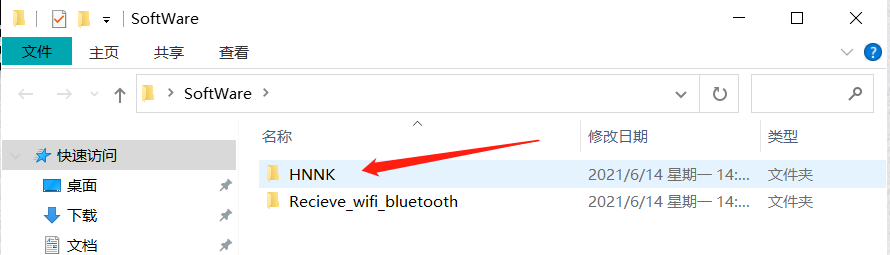 SoftWare
文件 主页 共享 查看
SoftWare
名称 修改日期 类型
快速访问
HNNK 2021/6/14 星期一 14:... 文件夹
桌面
Recieve_wifi_bluetooth 2021/6/14 星期一 14:... 文件夹
下载
文档